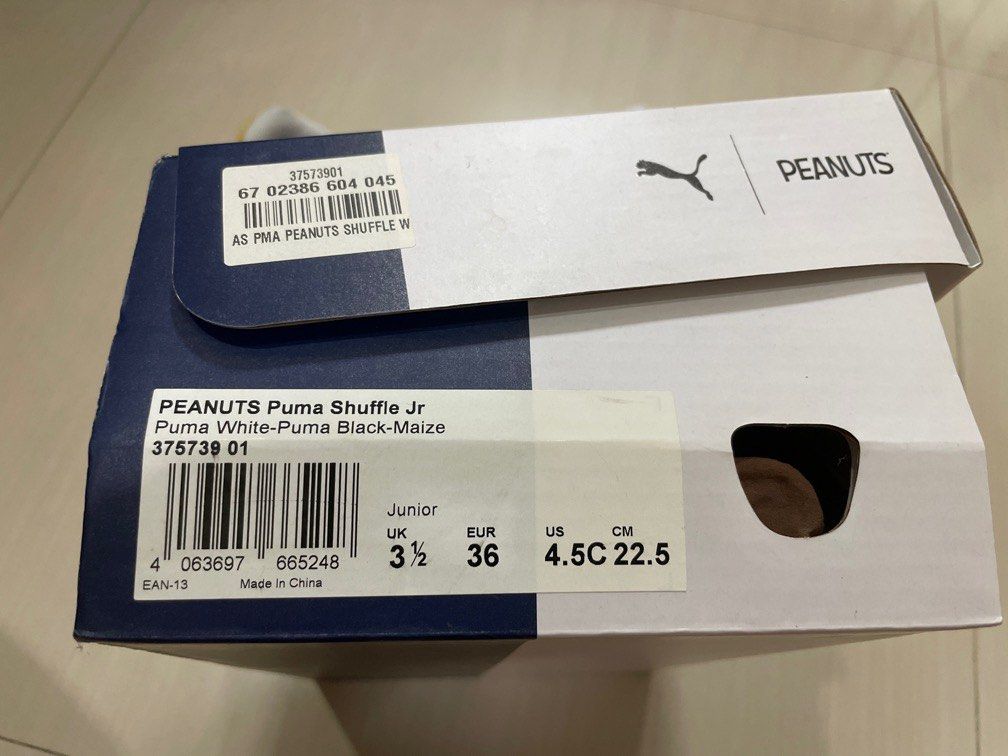 37573901
67 02386 604 045
AS PMA PEANUTS SHUFFLE W
PEANUTS
PEANUTS Puma Shuffle Jr
Puma White-Puma Black-Maize
375739 01
Junior
UK EUR US CM
3 ½ 36 4.5C 22.5
4 063697 665248
EAN-13 Made In China